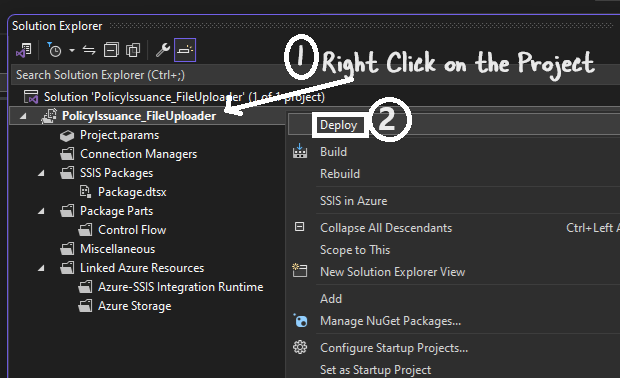 Solution Explorer
① Right Click on the Project
Search Solution Explorer (Ctrl+;)
Solution 'PolicyIssuance_FileUploader' (1 of 1 project)
PolicyIssuance_FileUploader
Project.params
Connection Managers
SSIS Packages
Package.dtsx
Package Parts
Control Flow
Miscellaneous
Linked Azure Resources
Azure-SSIS Integration Runtime
Azure Storage
Deploy ②
Build
Rebuild
SSIS in Azure
Collapse All Descendants Ctrl+Left A
Scope to This
New Solution Explorer View
Add
Manage NuGet Packages...
Configure Startup Projects...
Set as Startup Project